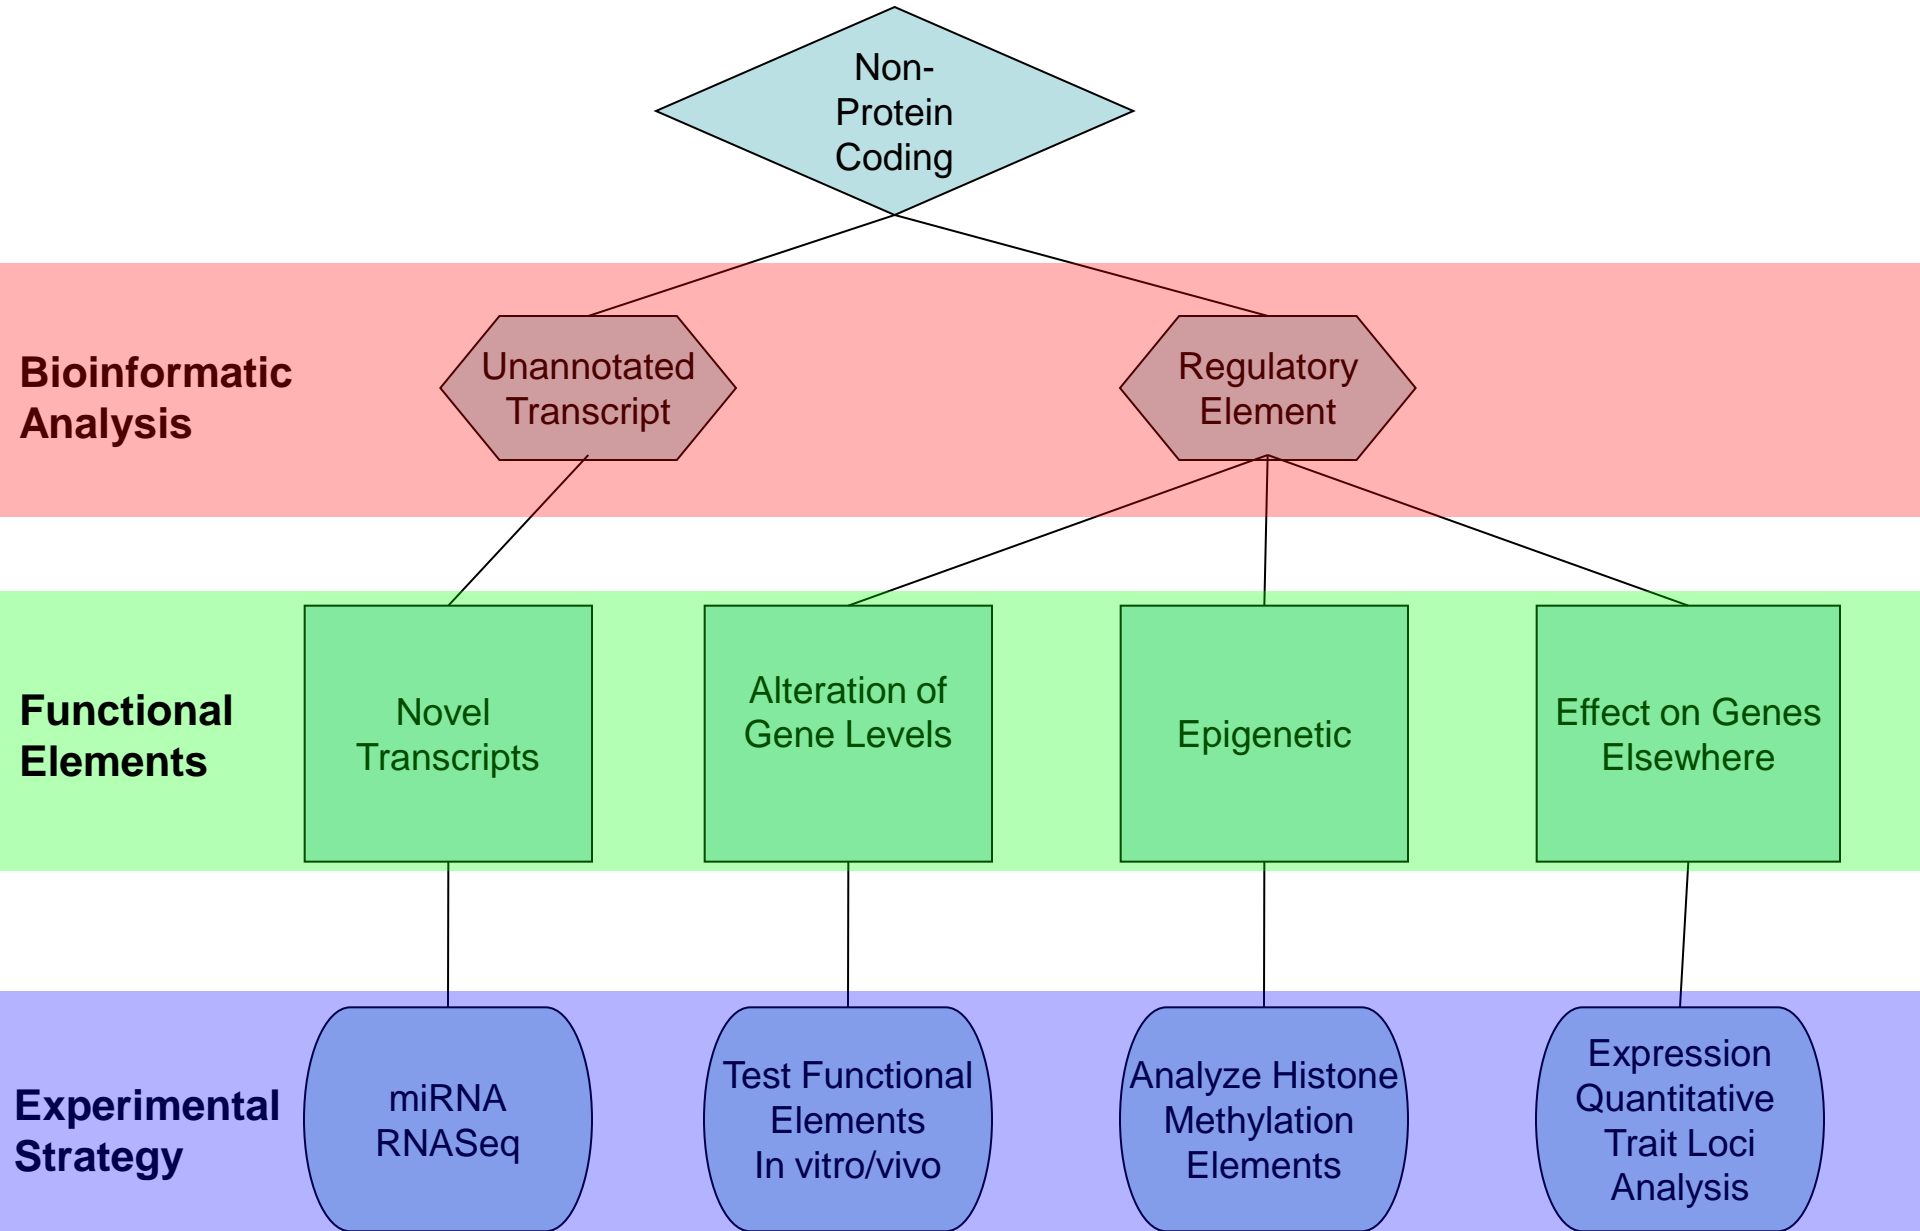 Non-
Protein
Coding
Bioinformatic
Analysis
Unannotated
Transcript
Regulatory
Element
Functional
Elements
Novel
Transcripts
Alteration of
Gene Levels
Epigenetic
Effect on Genes
Elsewhere
Experimental
Strategy
miRNA
RNASeq
Test Functional
Elements
In vitro/vivo
Analyze Histone
Methylation
Elements
Expression
Quantitative
Trait Loci
Analysis